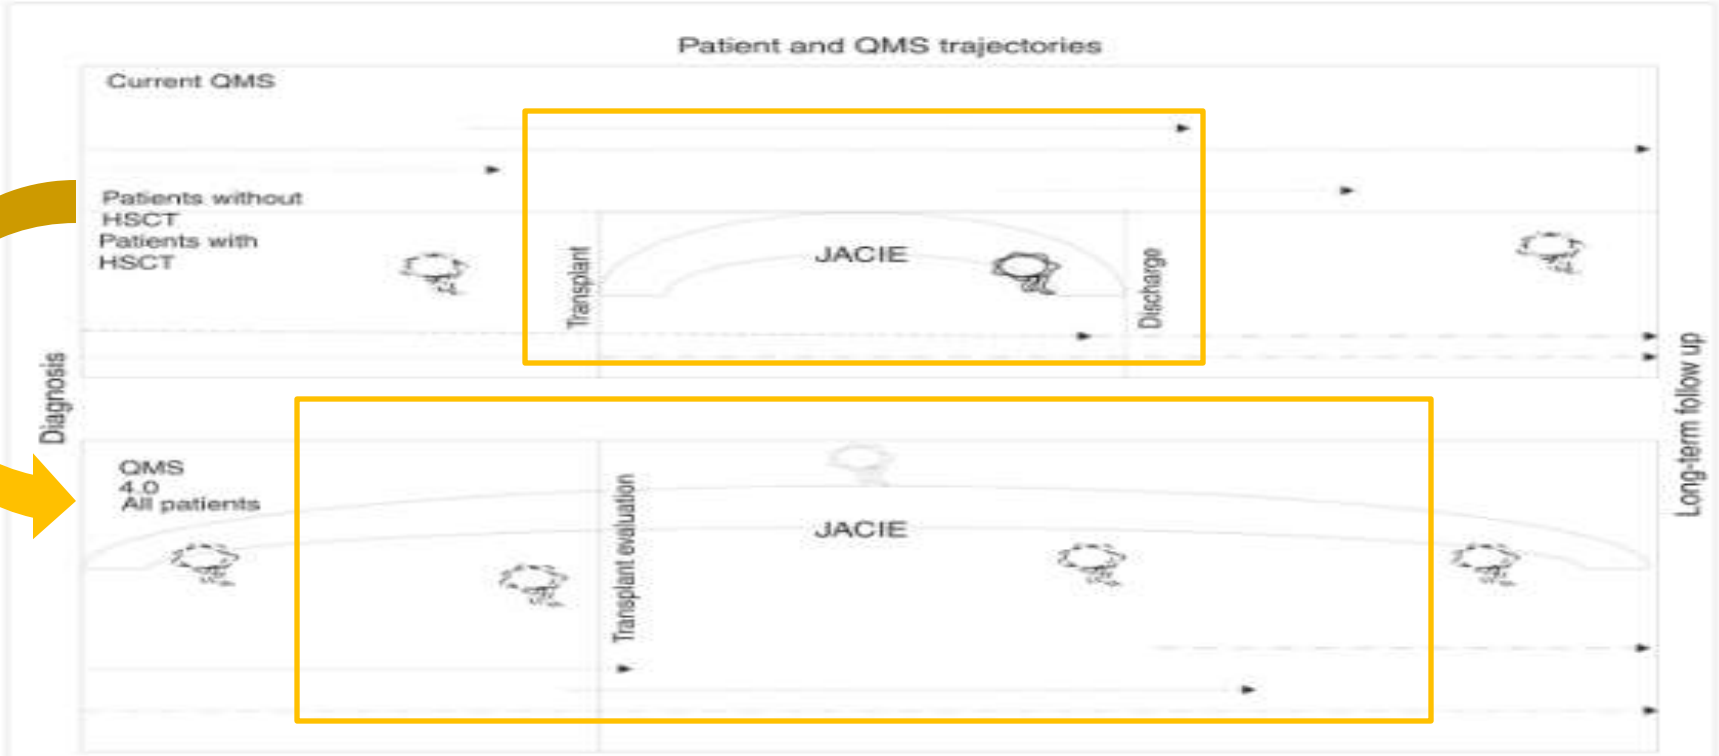 Patient and QMS trajectories
Current QMS
Patients without
HSCT
Patients with
HSCT
Transplant
JACIE
Discharge
Diagnosis
Long-term follow up
QMS
4.0
All patients
Transplant evaluation
JACIE